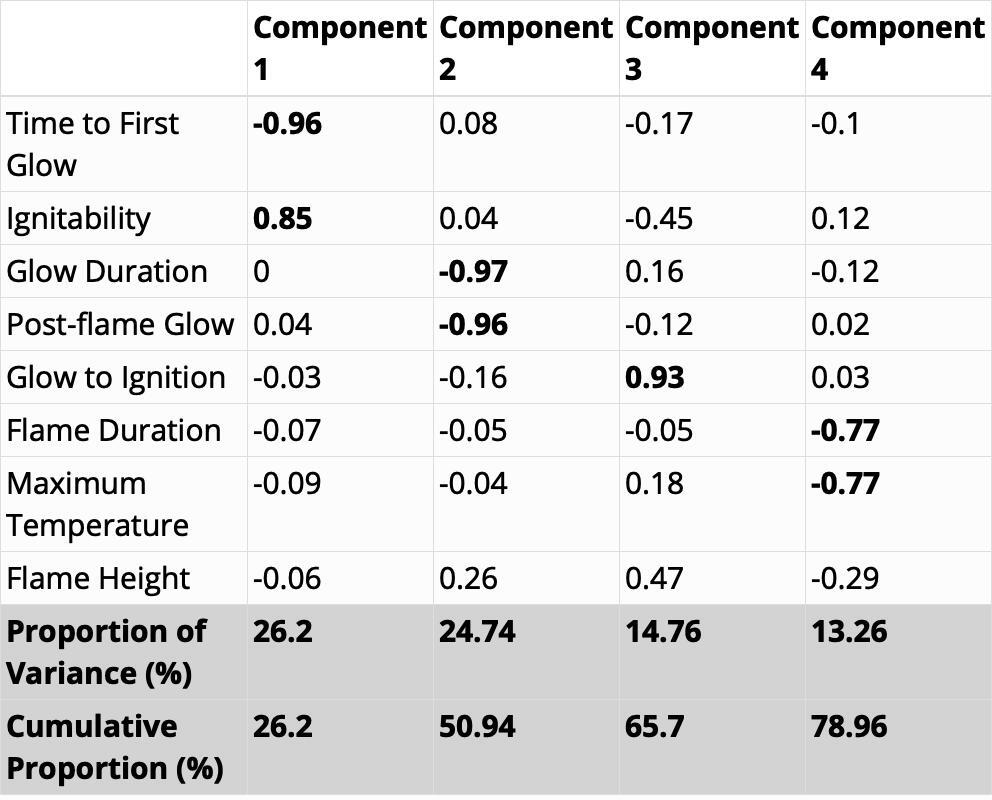 Component 1 Component 2 Component 3 Component 4
Time to First Glow -0.96 0.08 -0.17 -0.1
Ignitability 0.85 0.04 -0.45 0.12
Glow Duration 0 -0.97 0.16 -0.12
Post-flame Glow 0.04 -0.96 -0.12 0.02
Glow to Ignition -0.03 -0.16 0.93 0.03
Flame Duration -0.07 -0.05 -0.05 -0.77
Maximum Temperature -0.09 -0.04 0.18 -0.77
Flame Height -0.06 0.26 0.47 -0.29
Proportion of Variance (%) 26.2 24.74 14.76 13.26
Cumulative Proportion (%) 26.2 50.94 65.7 78.96